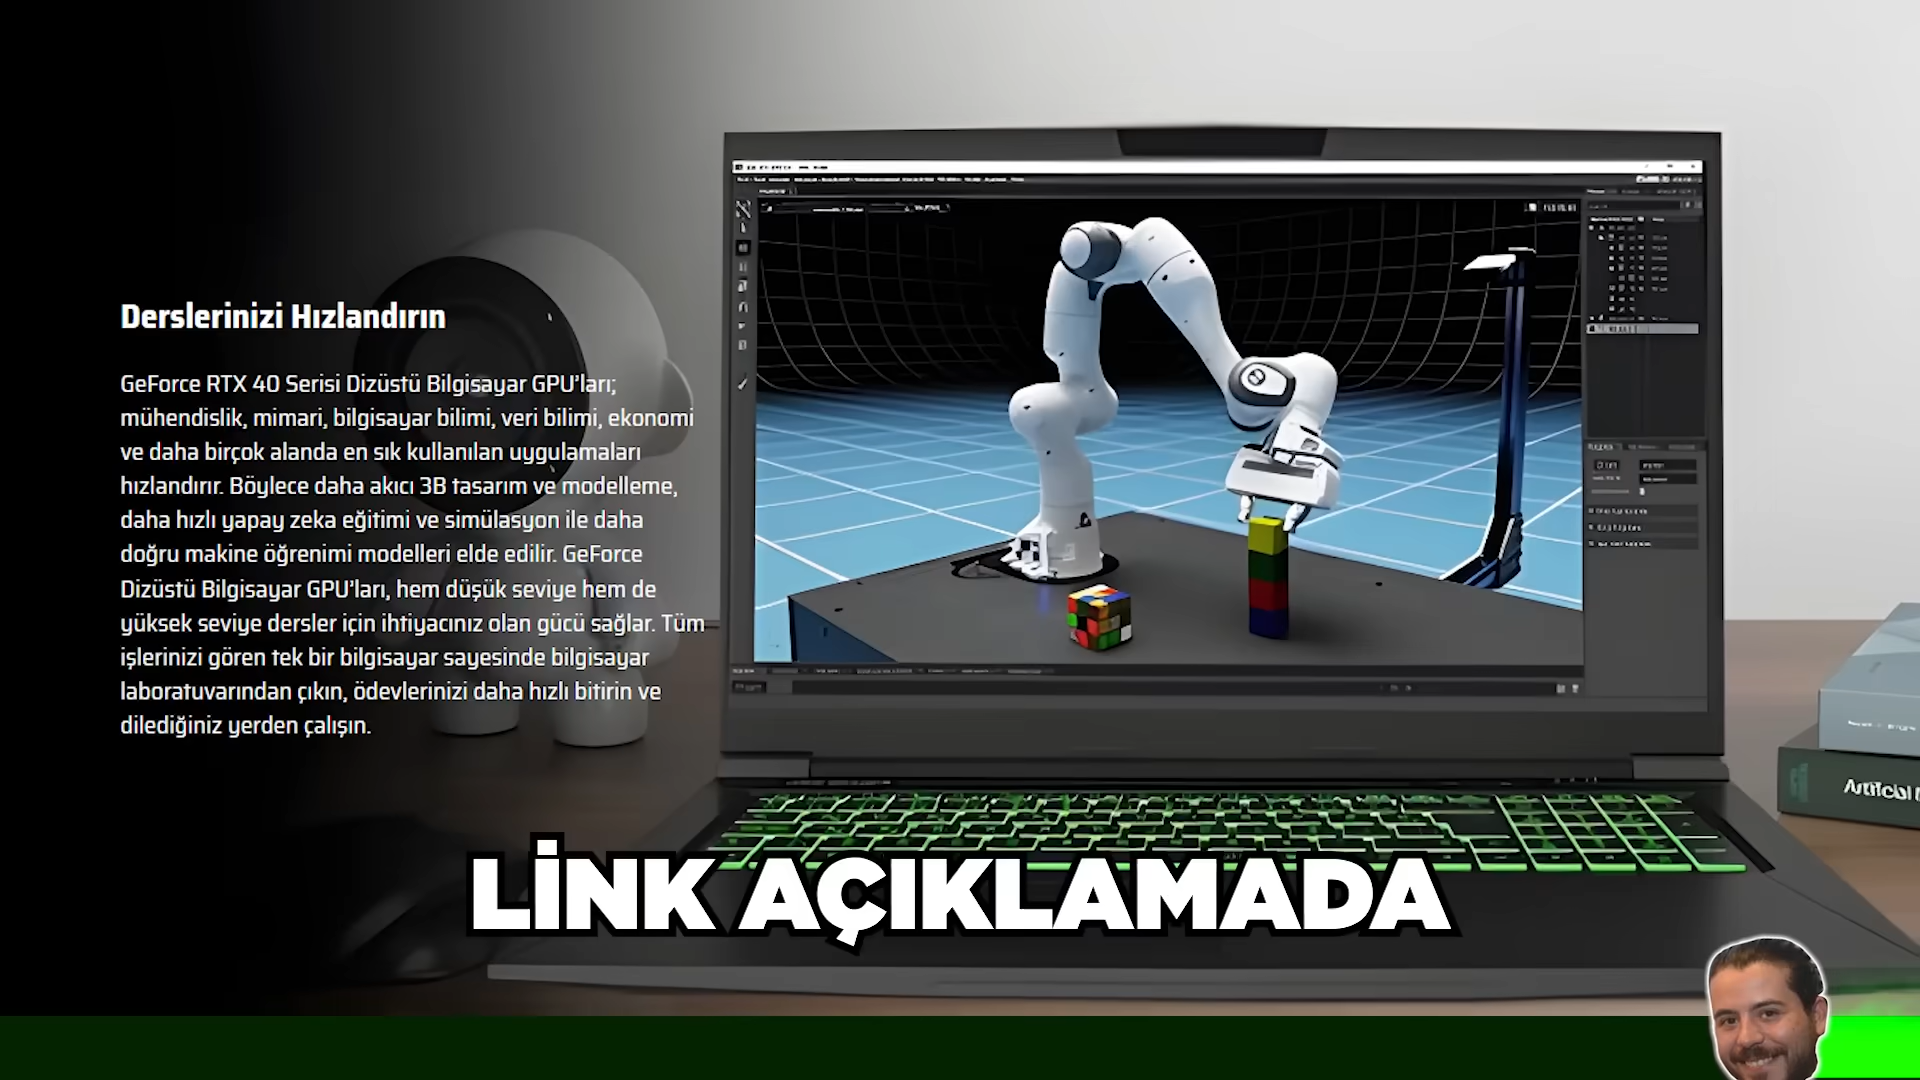 Derslerinizi Hızlandırın
GeForce RTX 40 Serisi Dizüstü Bilgisayar GPU'ları;
mühendislik, mimari, bilgisayar bilimi, veri bilimi, ekonomi
ve daha birçok alanda en sık kullanılan uygulamaları
hızlandırır. Böylece daha akıcı 3B tasarım ve modelleme,
daha hızlı yapay zeka eğitimi ve simülasyon ile daha
doğru makine öğrenimi modelleri elde edilir. GeForce
Dizüstü Bilgisayar GPU'ları, hem düşük seviye hem de
yüksek seviye dersler için ihtiyacınız olan gücü sağlar. Tüm
işlerinizi gören tek bir bilgisayar sayesinde bilgisayar
laboratuvarından çıkın, ödevlerinizi daha hızlı bitirin ve
dilediğiniz yerden çalışın.
Artificial
LİNK AÇIKLAMADA